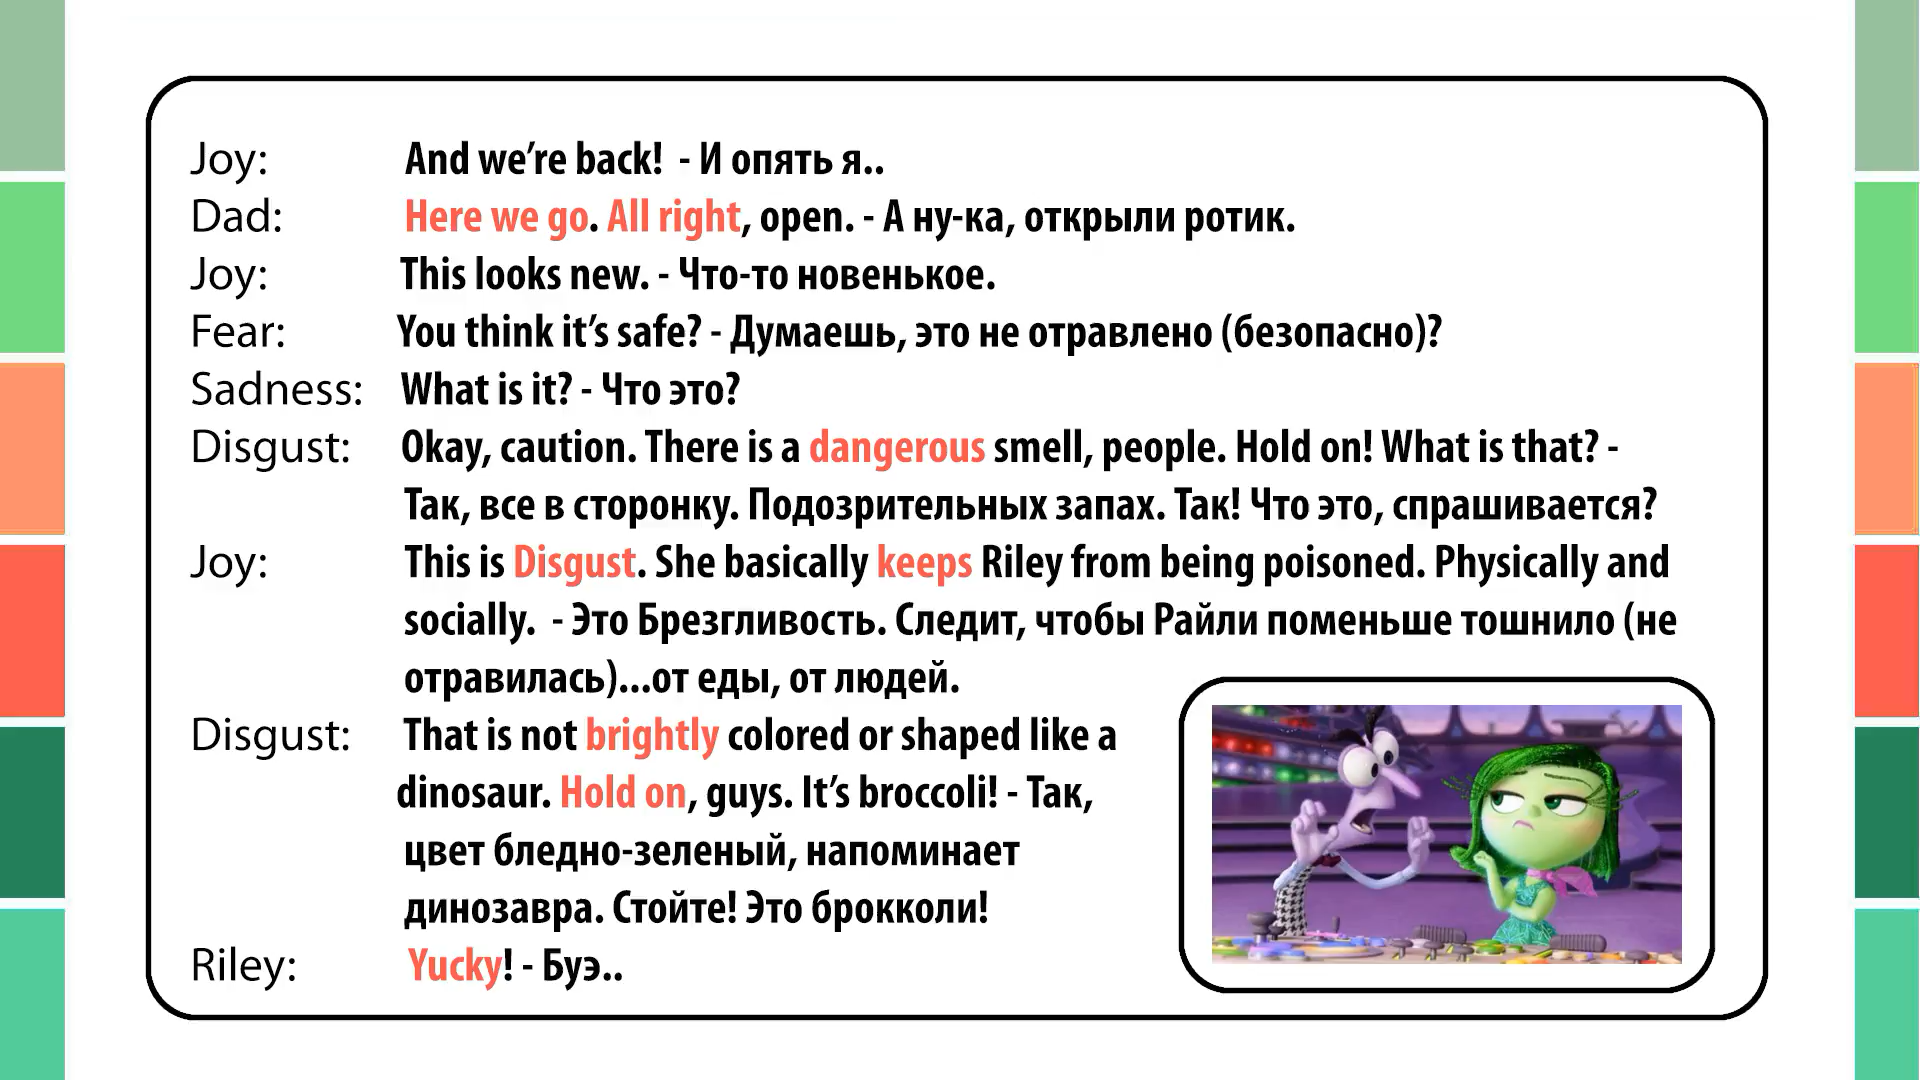 Joy: And we’re back!  - И опять я..
Dad: Here we go. All right, open. - А ну-ка, открыли ротик.
Joy: This looks new. - Что-то новенькое.
Fear: You think it’s safe? - Думаешь, это не отравлено (безопасно)?
Sadness: What is it? - Что это?
Disgust: Okay, caution. There is a dangerous smell, people. Hold on! What is that? -
Так, все в сторонку. Подозрительных запах. Так! Что это, спрашивается?
Joy: This is Disgust. She basically keeps Riley from being poisoned. Physically and
socially.  - Это Брезгливость. Следит, чтобы Райли поменьше тошнило (не
отравилась)...от еды, от людей.
Disgust: That is not brightly colored or shaped like a
dinosaur. Hold on, guys. It’s broccoli! - Так,
цвет бледно-зеленый, напоминает
динозавра. Стойте! Это брокколи!
Riley: Yucky! - Буэ..